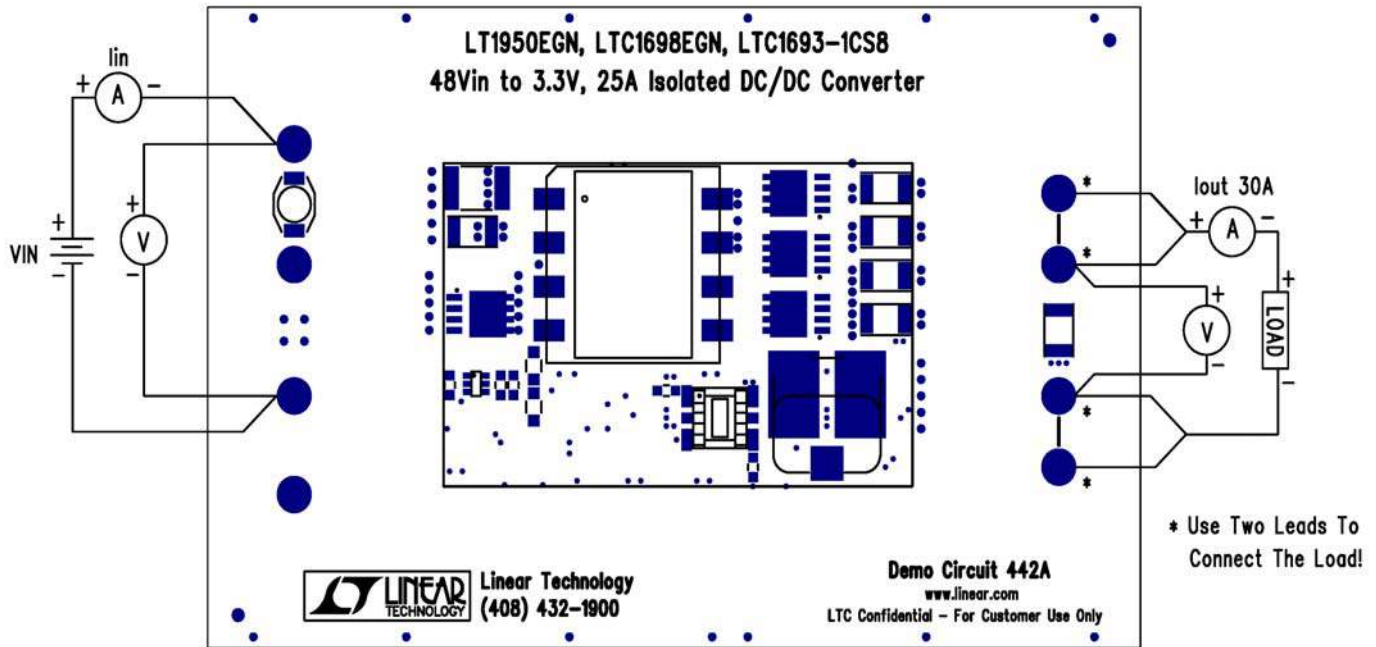 LT1950EGN, LTC1698EGN, LTC1693-1CS8
48Vin to 3.3V, 25A Isolated DC/DC Converter
Iin
+ A -
+
V
-
VIN
+
-
*
*
Iout 30A
+ A -
+
V
-
+
LOAD
-
*
*
* Use Two Leads To
Connect The Load!
LINEAR
TECHNOLOGY
Linear Technology
(408) 432-1900
Demo Circuit 442A
www.linear.com
LTC Confidential - For Customer Use Only